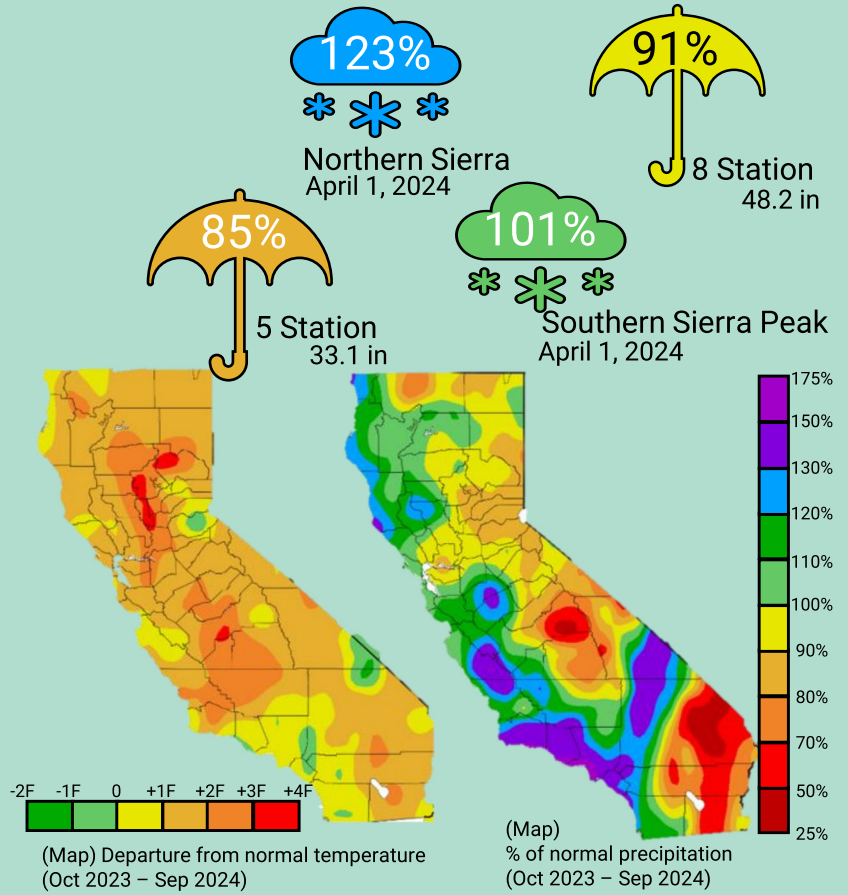 123%
91%
Northern Sierra
April 1, 2024
8 Station
48.2 in
85%
101%
5 Station
33.1 in
Southern Sierra Peak
April 1, 2024
175%
150%
130%
120%
110%
100%
90%
80%
70%
50%
25%
-2F -1F 0 +1F +2F +3F +4F
(Map) Departure from normal temperature
(Oct 2023 – Sep 2024)
(Map)
% of normal precipitation
(Oct 2023 – Sep 2024)